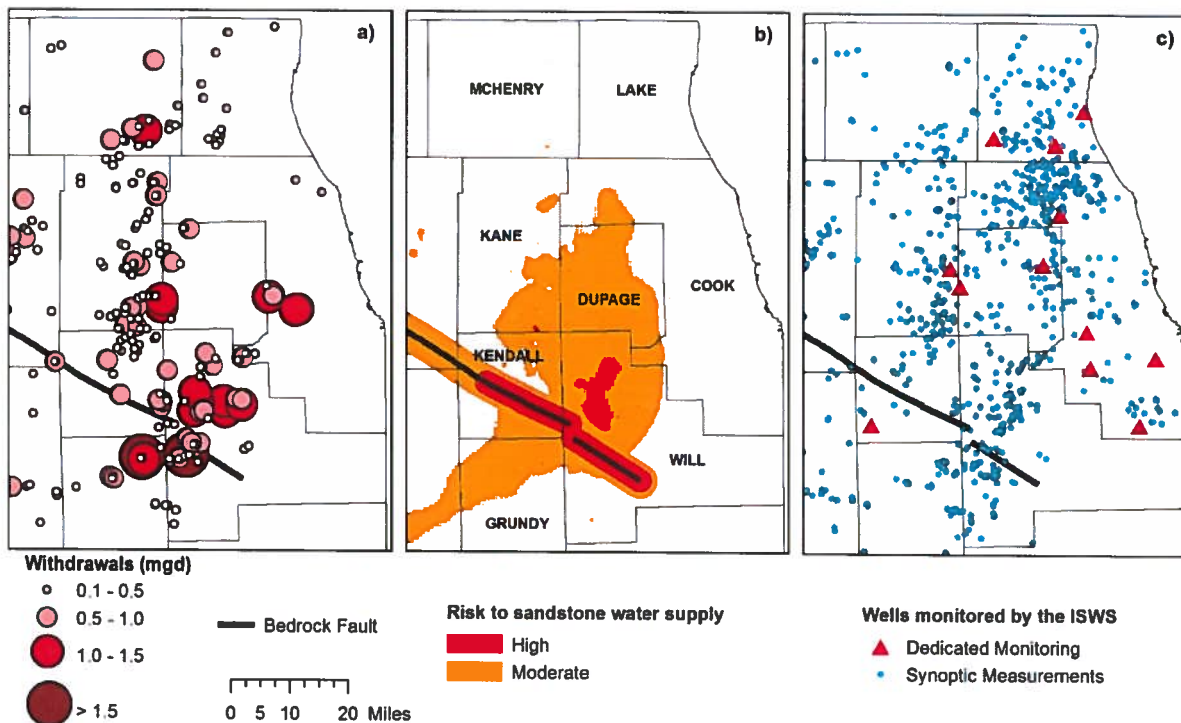 a)
b)
c)
MCHENRY
LAKE
KANE
DUPAGE
COOK
KENDALL
WILL
GRUNDY
Withdrawals (mgd)
0.1 - 0.5
0.5 - 1.0
1.0 - 1.5
> 1.5
Bedrock Fault
0 5 10 20 Miles
Risk to sandstone water supply
High
Moderate
Wells monitored by the ISWS
Dedicated Monitoring
Synoptic Measurements